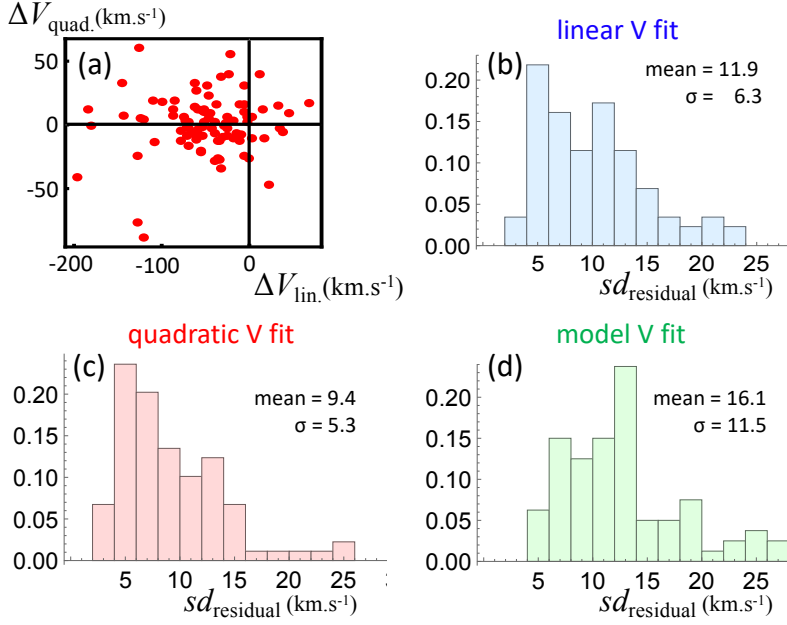 ΔVquad.(km.s-1)
(a)
50
0
-50
-200
-100
0
ΔVlin.(km.s-1)
linear V fit
(b)
mean = 11.9
σ = 6.3
0.20
0.15
0.10
0.05
0.00
5 10 15 20 25
sdresidual (km.s-1)
quadratic V fit
(c)
mean = 9.4
σ = 5.3
0.20
0.15
0.10
0.05
0.00
5 10 15 20 25
sdresidual (km.s-1)
model V fit
(d)
mean = 16.1
σ = 11.5
0.20
0.15
0.10
0.05
0.00
5 10 15 20 25
sdresidual (km.s-1)